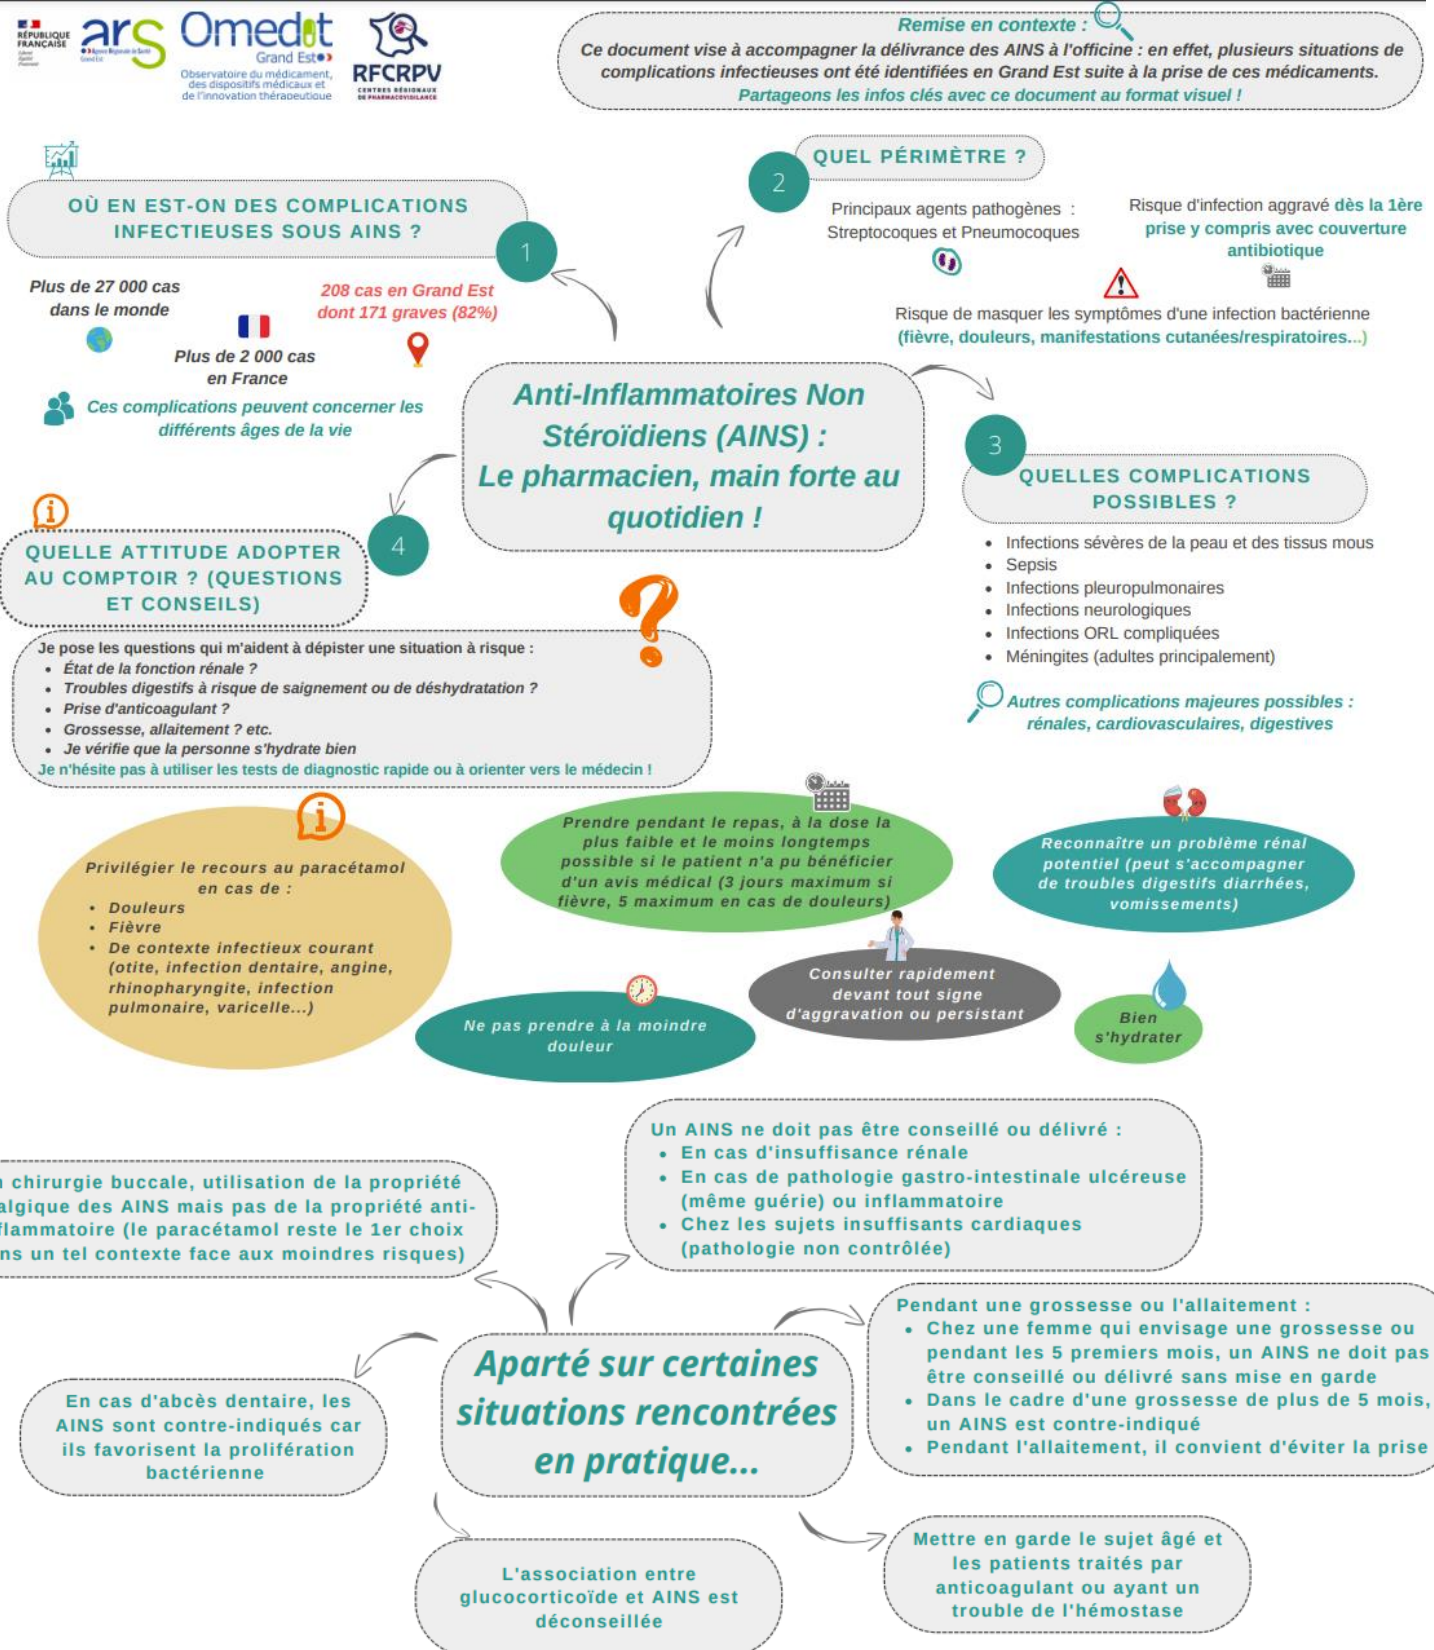 RÉPUBLIQUE
FRANÇAISE
Liberté
Égalité
Fraternité
ars
Agence Régionale de Santé
Grand Est
Omedit
Grand Est
Observatoire du médicament,
des dispositifs médicaux et
de l'innovation thérapeutique
RFCRPV
CENTRES RÉGIONAUX
DE PHARMACOVIGILANCE
Remise en contexte :
Ce document vise à accompagner la délivrance des AINS à l'officine : en effet, plusieurs situations de
complications infectieuses ont été identifiées en Grand Est suite à la prise de ces médicaments.
Partageons les infos clés avec ce document au format visuel !
OÙ EN EST-ON DES COMPLICATIONS
INFECTIEUSES SOUS AINS ?
1
Plus de 27 000 cas
dans le monde
Plus de 2 000 cas
en France
208 cas en Grand Est
dont 171 graves (82%)
Ces complications peuvent concerner les
différents âges de la vie
2
QUEL PÉRIMÈTRE ?
Principaux agents pathogènes :
Streptocoques et Pneumocoques
Risque d'infection aggravé dès la 1ère
prise y compris avec couverture
antibiotique
Risque de masquer les symptômes d'une infection bactérienne
(fièvre, douleurs, manifestations cutanées/respiratoires...)
Anti-Inflammatoires Non
Stéroïdiens (AINS) :
Le pharmacien, main forte au
quotidien !
3
QUELLES COMPLICATIONS
POSSIBLES ?
• Infections sévères de la peau et des tissus mous
• Sepsis
• Infections pleuropulmonaires
• Infections neurologiques
• Infections ORL compliquées
• Méningites (adultes principalement)
Autres complications majeures possibles :
rénales, cardiovasculaires, digestives
4
QUELLE ATTITUDE ADOPTER
AU COMPTOIR ? (QUESTIONS
ET CONSEILS)
Je pose les questions qui m'aident à dépister une situation à risque :
• État de la fonction rénale ?
• Troubles digestifs à risque de saignement ou de déshydratation ?
• Prise d'anticoagulant ?
• Grossesse, allaitement ? etc.
• Je vérifie que la personne s'hydrate bien
Je n'hésite pas à utiliser les tests de diagnostic rapide ou à orienter vers le médecin !
Privilégier le recours au paracétamol
en cas de :
• Douleurs
• Fièvre
• De contexte infectieux courant
(otite, infection dentaire, angine,
rhinopharyngite, infection
pulmonaire, varicelle...)
Prendre pendant le repas, à la dose la
plus faible et le moins longtemps
possible si le patient n'a pu bénéficier
d'un avis médical (3 jours maximum si
fièvre, 5 maximum en cas de douleurs)
Reconnaître un problème rénal
potentiel (peut s'accompagner
de troubles digestifs diarrhées,
vomissements)
Ne pas prendre à la moindre
douleur
Consulter rapidement
devant tout signe
d'aggravation ou persistant
Bien
s'hydrater
chirurgie buccale, utilisation de la propriété
algique des AINS mais pas de la propriété anti-
flammatoire (le paracétamol reste le 1er choix
ns un tel contexte face aux moindres risques)
Un AINS ne doit pas être conseillé ou délivré :
• En cas d'insuffisance rénale
• En cas de pathologie gastro-intestinale ulcéreuse
(même guérie) ou inflammatoire
• Chez les sujets insuffisants cardiaques
(pathologie non contrôlée)
Pendant une grossesse ou l'allaitement :
• Chez une femme qui envisage une grossesse ou
pendant les 5 premiers mois, un AINS ne doit pas
être conseillé ou délivré sans mise en garde
• Dans le cadre d'une grossesse de plus de 5 mois,
un AINS est contre-indiqué
• Pendant l'allaitement, il convient d'éviter la prise
Aparté sur certaines
situations rencontrées
en pratique...
En cas d'abcès dentaire, les
AINS sont contre-indiqués car
ils favorisent la prolifération
bactérienne
L'association entre
glucocorticoïde et AINS est
déconseillée
Mettre en garde le sujet âgé et
les patients traités par
anticoagulant ou ayant un
trouble de l'hémostase